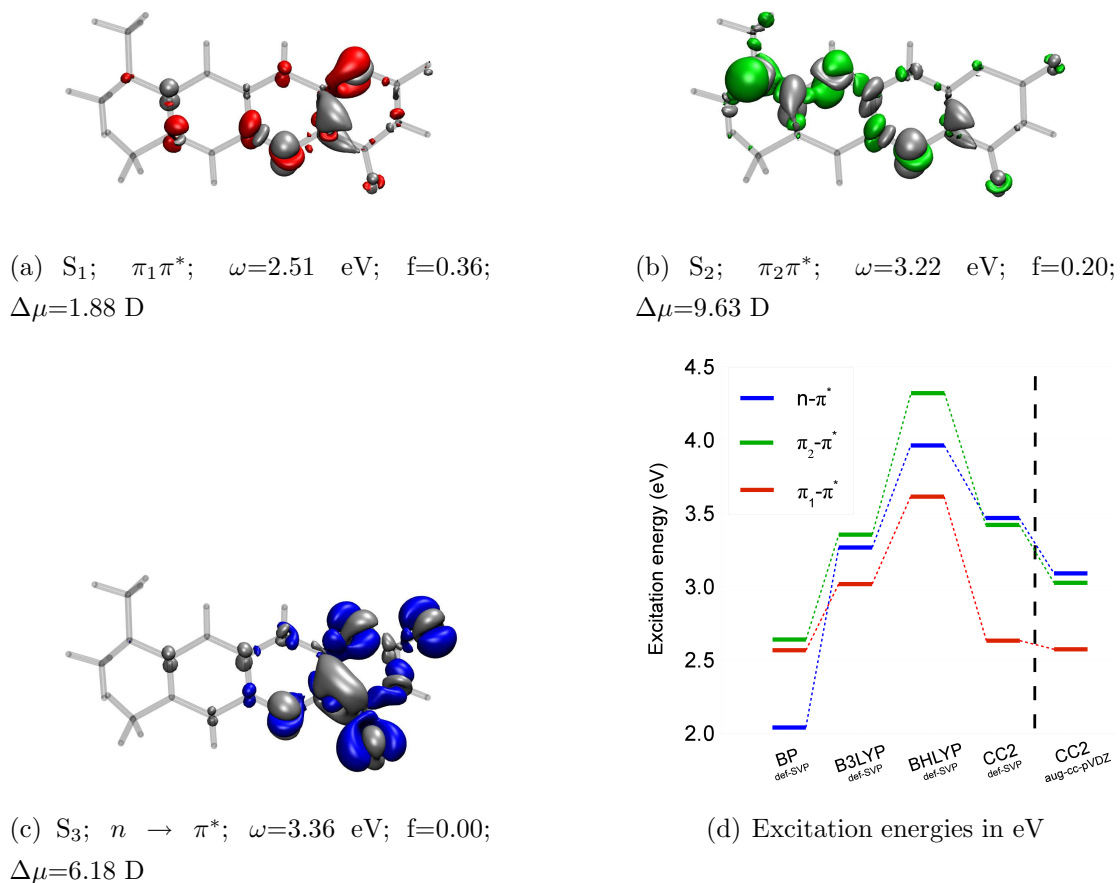 (a) S₁; π₁π*; ω=2.51 eV; f=0.36;
Δμ=1.88 D
(b) S₂; π₂π*; ω=3.22 eV; f=0.20;
Δμ=9.63 D
(c) S₃; n → π*; ω=3.36 eV; f=0.00;
Δμ=6.18 D
Excitation energy (eV)
4.5
4.0
3.5
3.0
2.5
2.0
n-π*
π₂-π*
π₁-π*
BP
def-SVP
B3LYP
def-SVP
BHLYP
def-SVP
CC2
def-SVP
CC2
aug-cc-pVDZ
(d) Excitation energies in eV